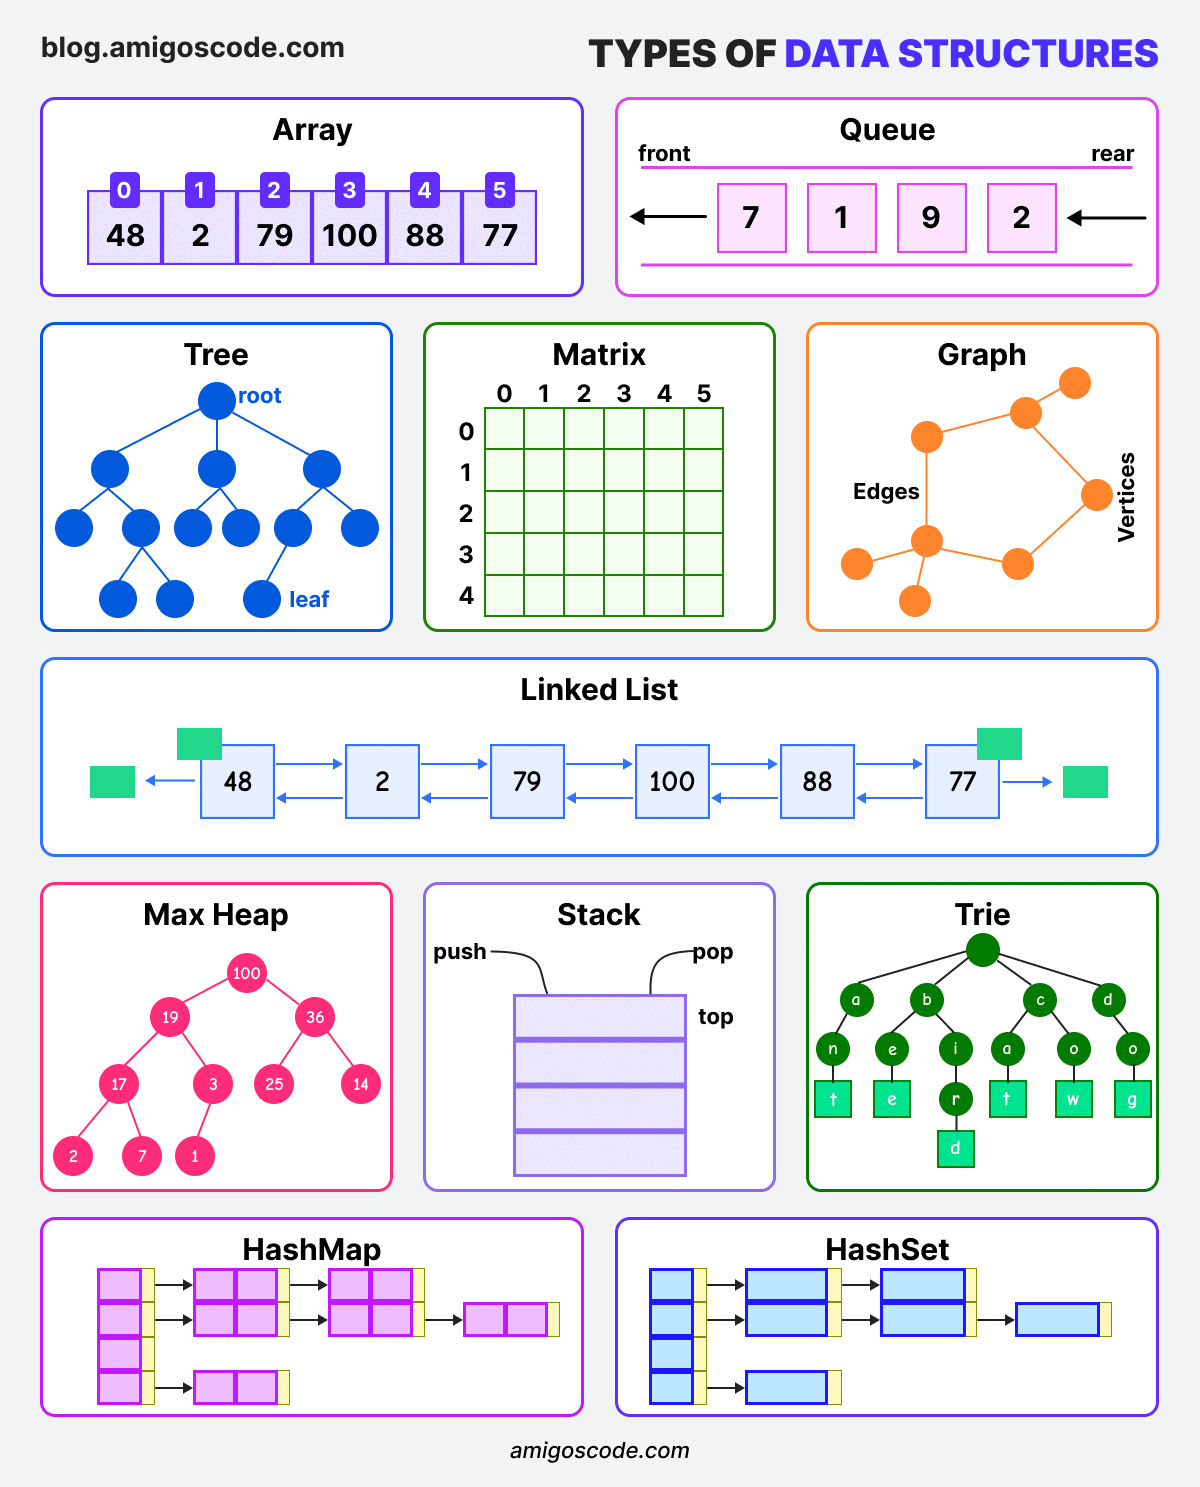 blog.amigoscode.com
TYPES OF DATA STRUCTURES
Array
0 1 2 3 4 5
48 2 79 100 88 77
Queue
front rear
7 1 9 2
Tree
root
leaf
Matrix
0 1 2 3 4 5
0
1
2
3
4
Graph
Edges
Vertices
Linked List
48 2 79 100 88 77
Max Heap
100
19 36
17 3 25 14
2 7 1
Stack
push pop
top
Trie
a b c d
n e i a o o
t e r t w g
d
HashMap
HashSet
amigoscode.com